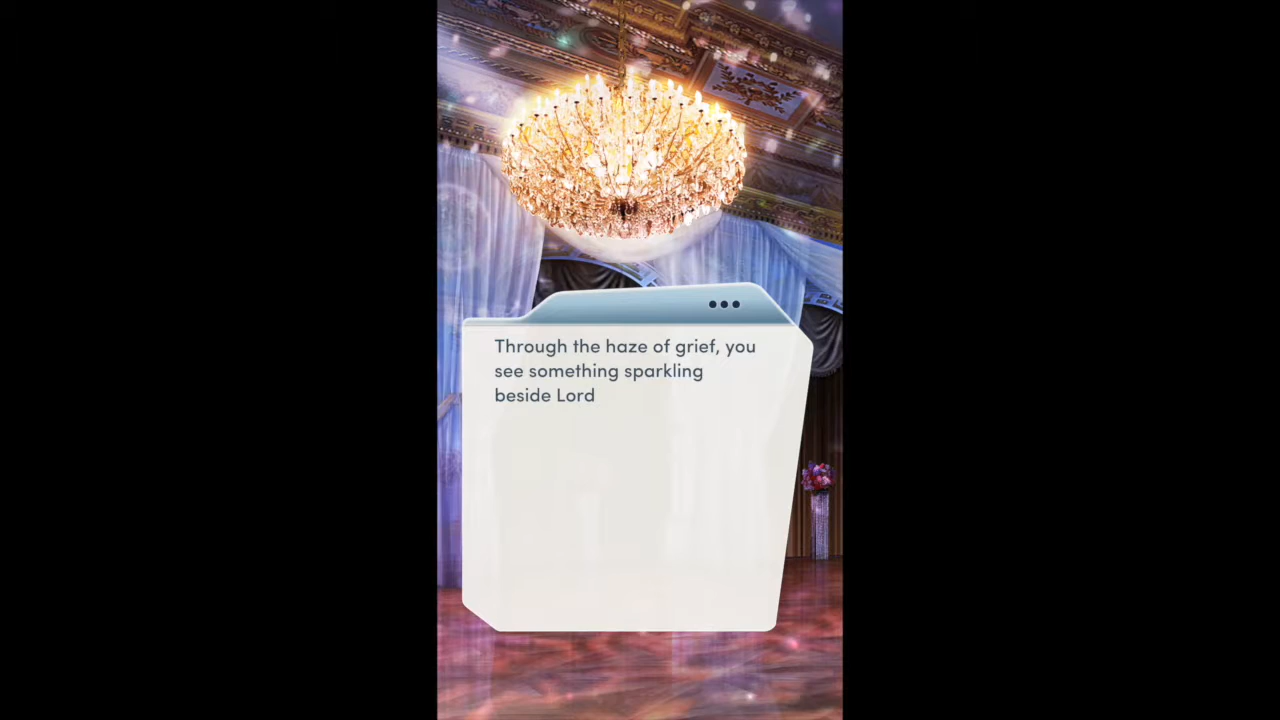 Through the haze of grief, you
see something sparkling
beside Lord